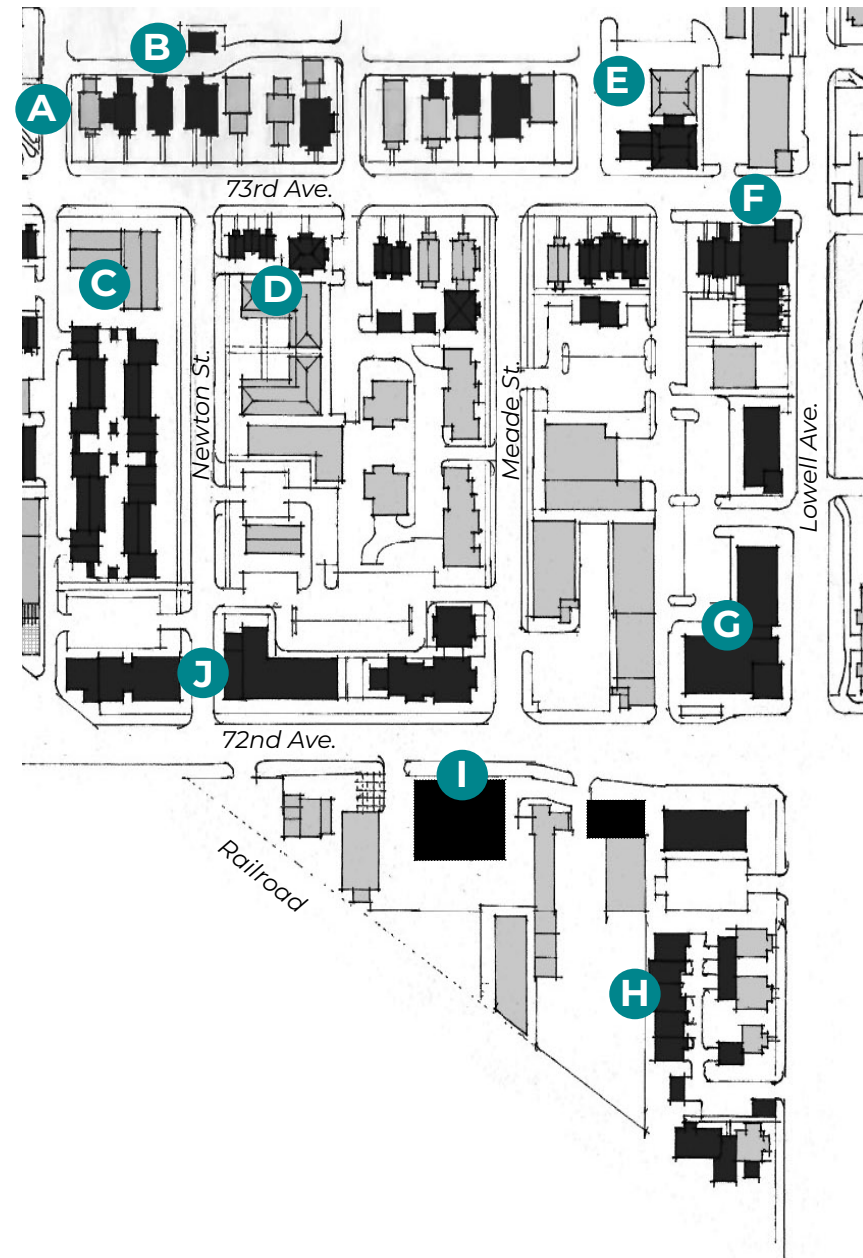 B
E
A
73rd Ave.
F
C
D
Newton St.
Meade St.
Lowell Ave.
G
J
72nd Ave.
I
Railroad
H